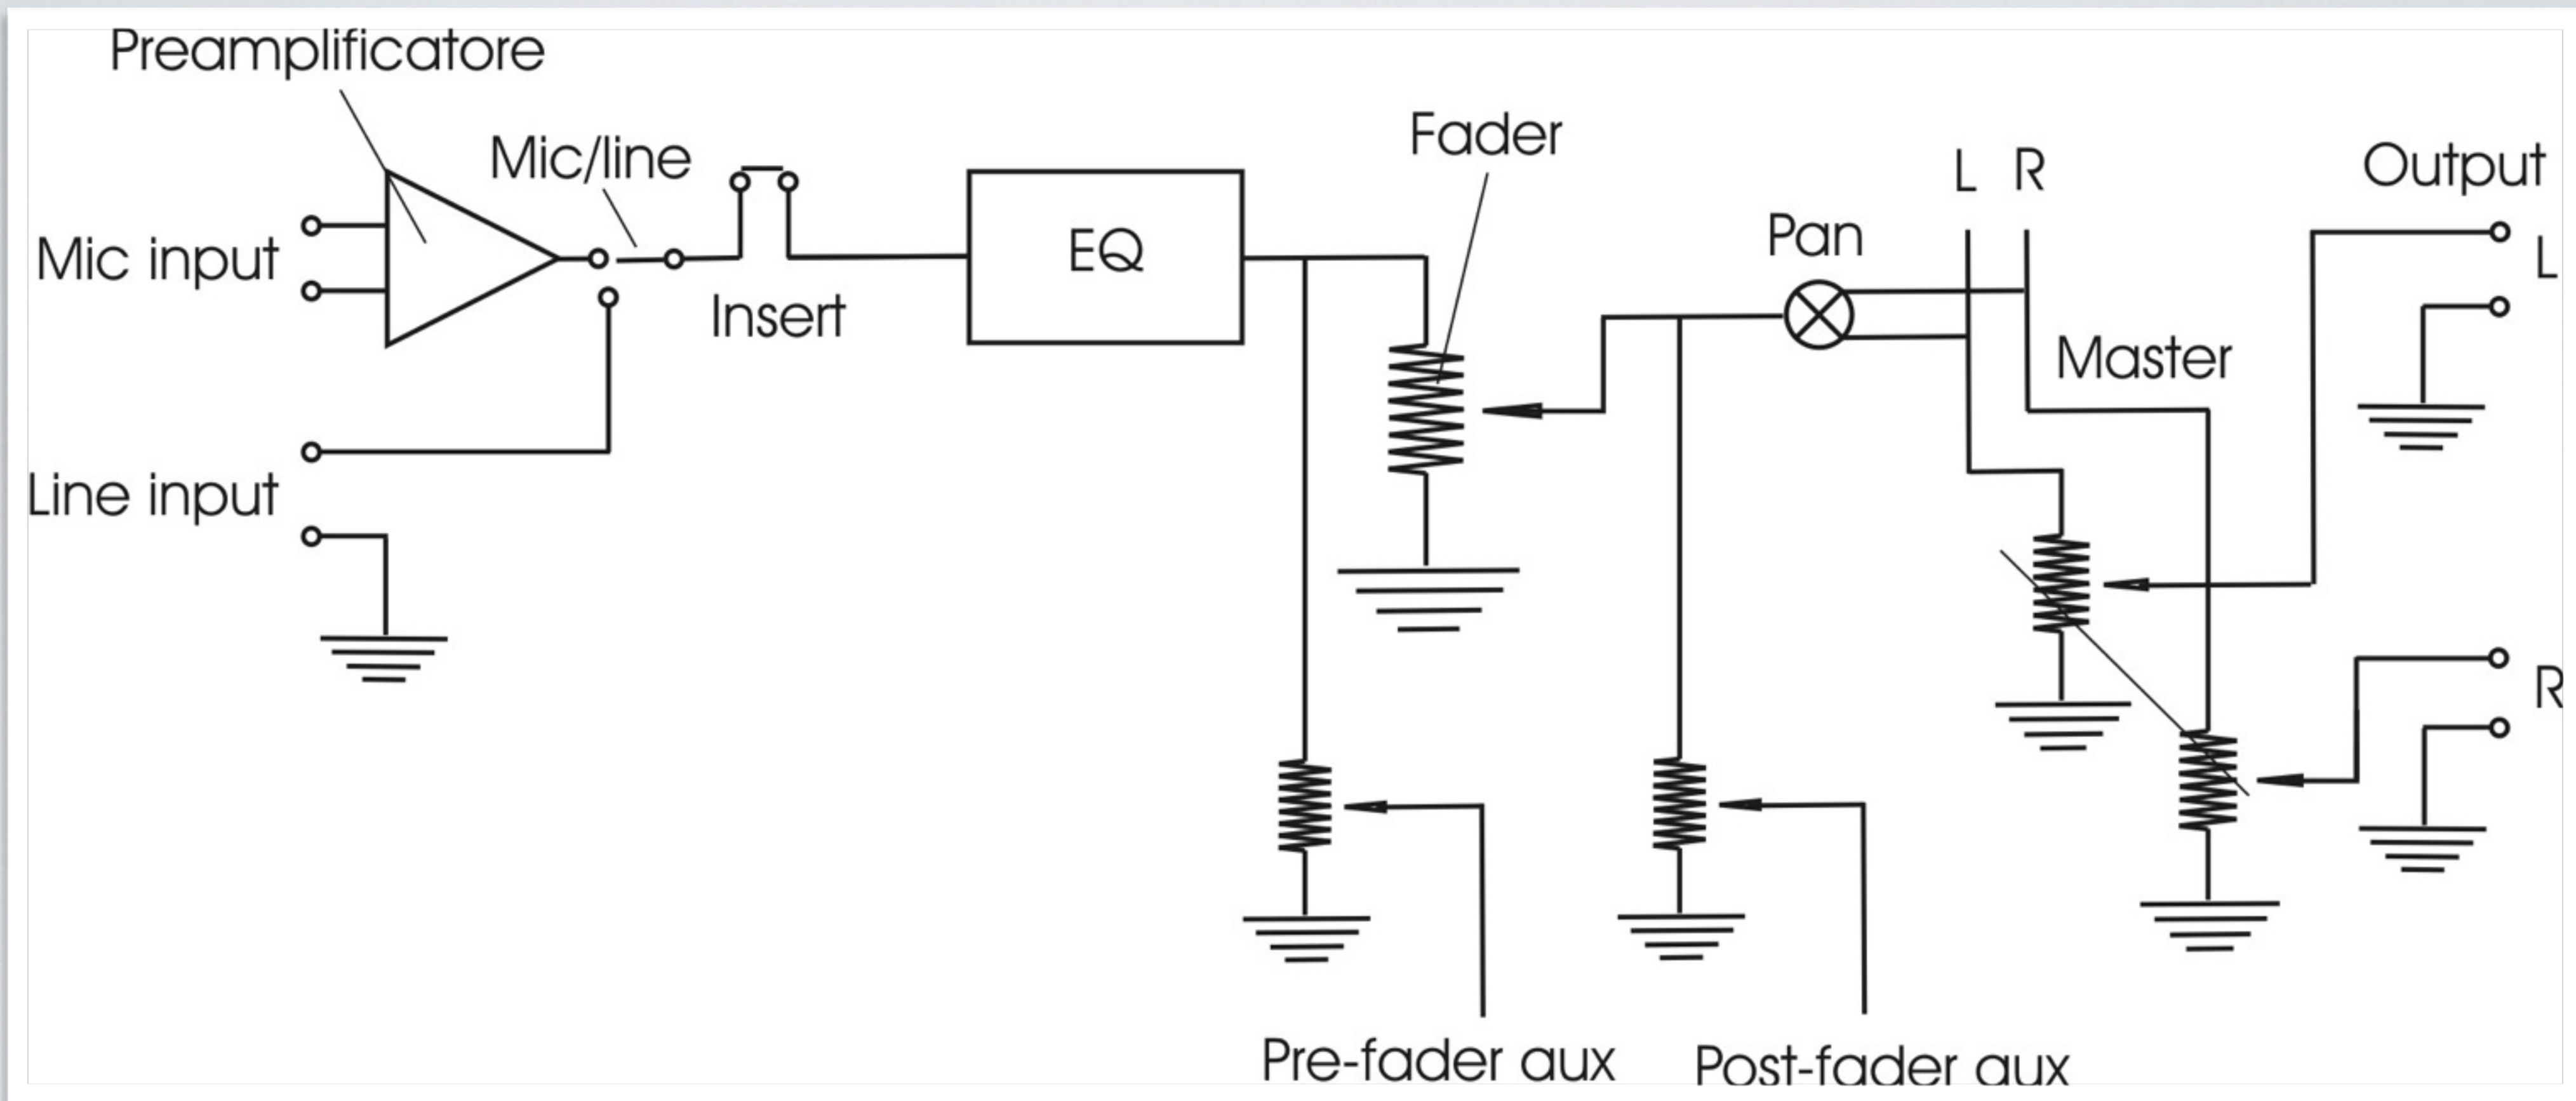 Preamplificatore
Mic/line
Fader
L R
Output
Mic input
EQ
Pan
L
Insert
Master
Line input
R
Pre-fader aux
Post-fader aux